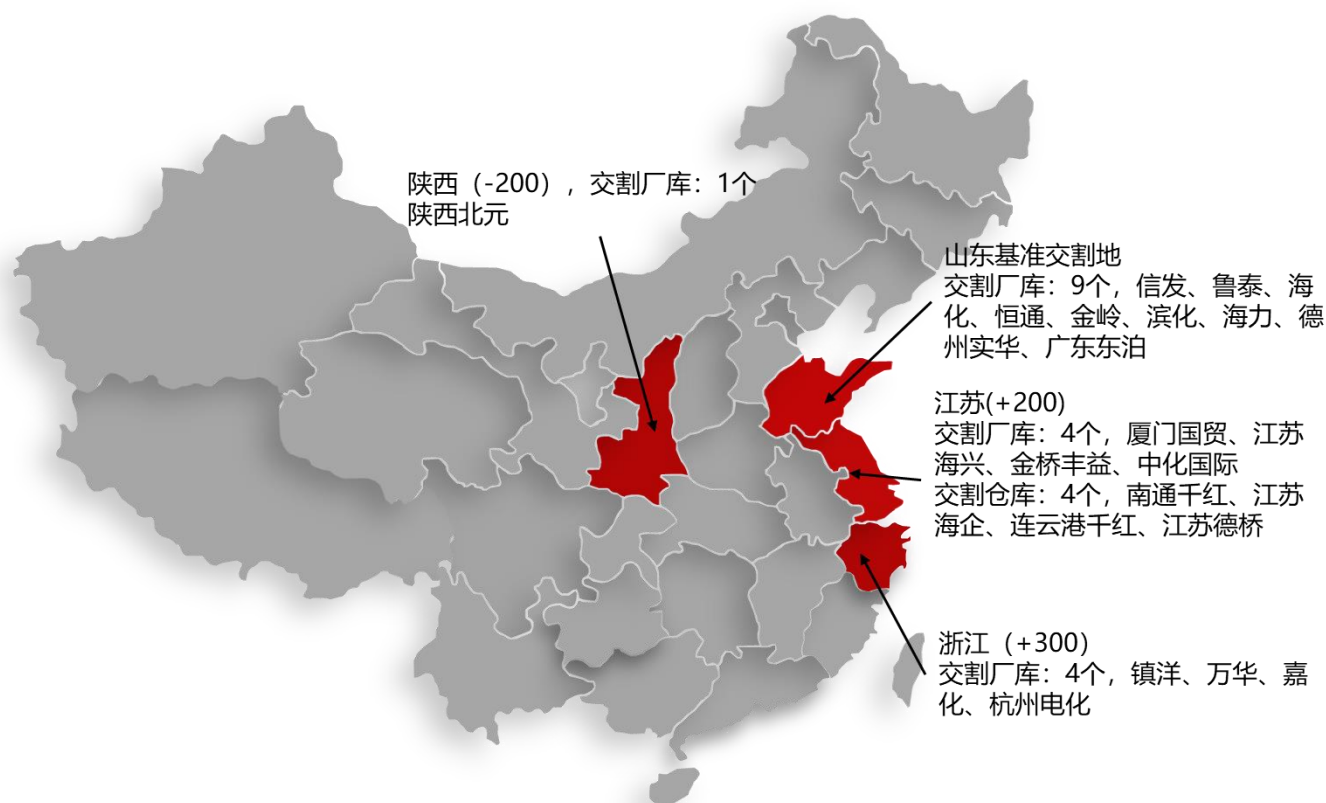 陕西（-200），交割厂库：1个
陕西北元
山东基准交割地
交割厂库：9个，信发、鲁泰、海
化、恒通、金岭、滨化、海力、德
州实华、广东东泊
江苏(+200)
交割厂库：4个，厦门国贸、江苏
海兴、金桥丰益、中化国际
交割仓库：4个，南通千红、江苏
海企、连云港千红、江苏德桥
浙江（+300）
交割厂库：4个，镇洋、万华、嘉
化、杭州电化